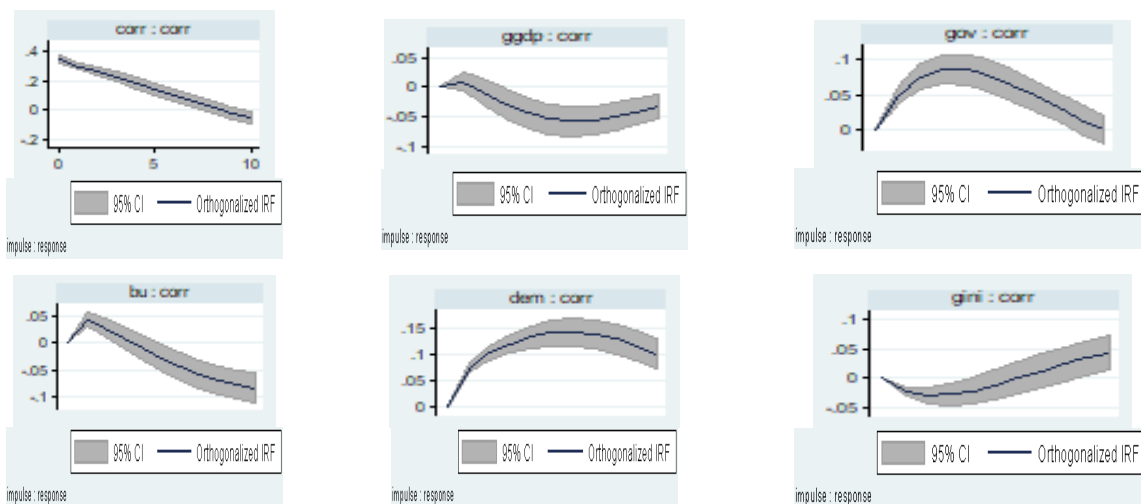 corr : corr
.4
.2
0
-.2
0 5 10
95% CI Orthogonalized IRF
impulse : response
ggdp : corr
.05
0
-.05
-.1
95% CI Orthogonalized IRF
impulse : response
gov : corr
.1
.05
0
95% CI Orthogonalized IRF
impulse : response
bu : corr
.05
0
-.05
-.1
95% CI Orthogonalized IRF
impulse : response
dem : corr
.15
.1
.05
0
95% CI Orthogonalized IRF
impulse : response
gini : corr
.1
.05
0
-.05
95% CI Orthogonalized IRF
impulse : response